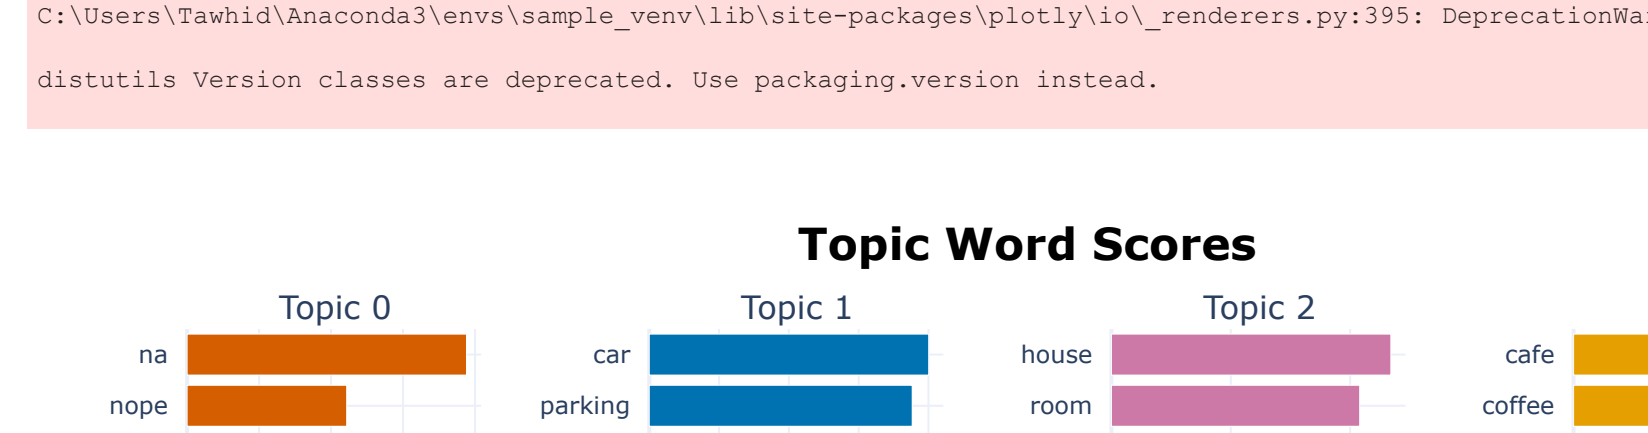 C:\Users\Tawhid\Anaconda3\envs\sample_venv\lib\site-packages\plotly\io\_renderers.py:395: DeprecationWa
distutils Version classes are deprecated. Use packaging.version instead.
Topic Word Scores
Topic 0 Topic 1 Topic 2
na car house cafe
nope parking room coffee